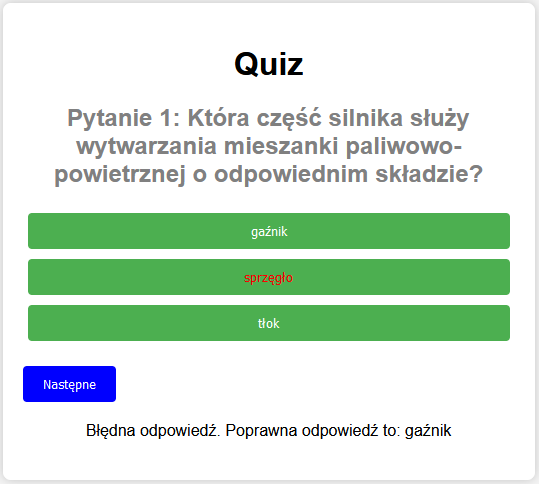 Quiz
Pytanie 1: Która część silnika służy
wytwarzania mieszanki paliwowo-
powietrznej o odpowiednim składzie?
gaźnik
sprzęgło
tłok
Następne
Błędna odpowiedź. Poprawna odpowiedź to: gaźnik